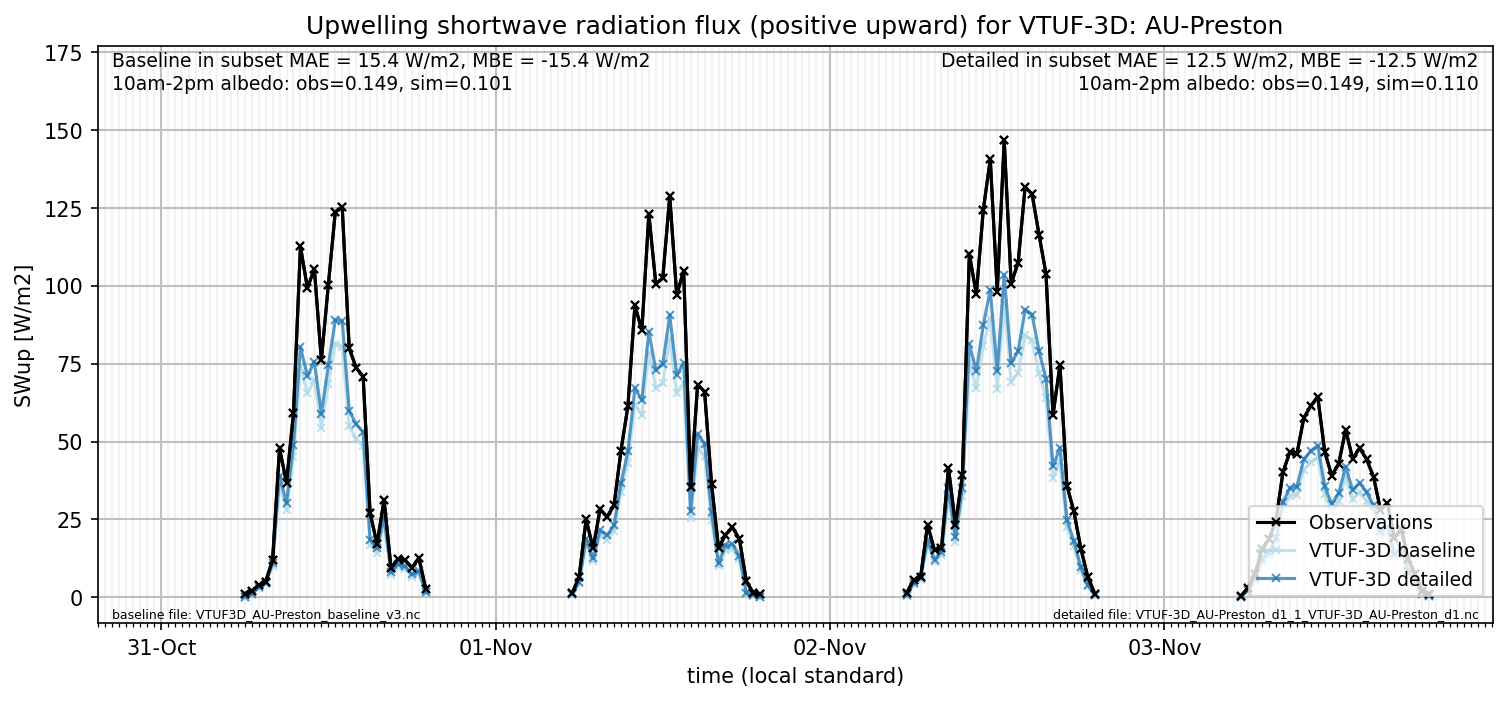 Upwelling shortwave radiation flux (positive upward) for VTUF-3D: AU-Preston
Baseline in subset MAE = 15.4 W/m2, MBE = -15.4 W/m2
10am-2pm albedo: obs=0.149, sim=0.101
Detailed in subset MAE = 12.5 W/m2, MBE = -12.5 W/m2
10am-2pm albedo: obs=0.149, sim=0.110
175
150
125
100
75
50
25
0
SWup [W/m2]
Observations
VTUF-3D baseline
VTUF-3D detailed
baseline file: VTUF3D_AU-Preston_baseline_v3.nc
detailed file: VTUF-3D_AU-Preston_d1_1_VTUF-3D_AU-Preston_d1.nc
31-Oct
01-Nov
02-Nov
03-Nov
time (local standard)